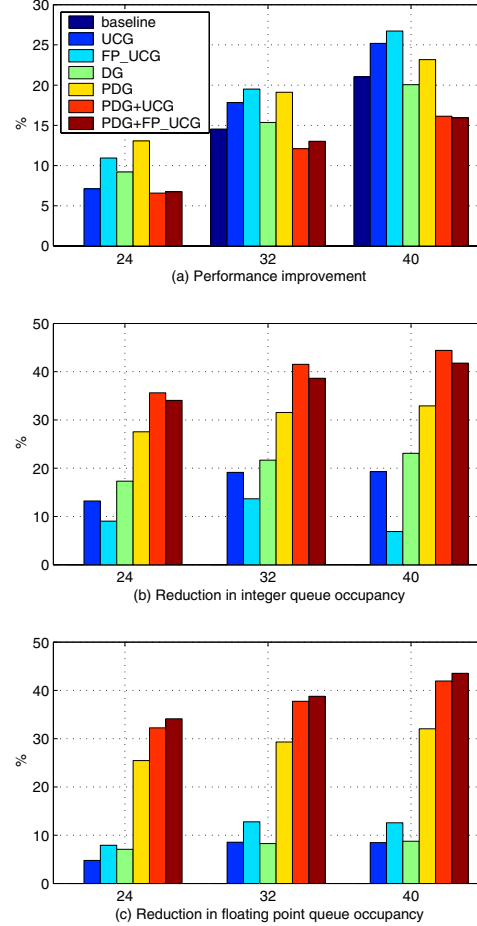 30
25
20
15
10
5
0
%
baseline
UCG
FP_UCG
DG
PDG
PDG+UCG
PDG+FP_UCG
24 32 40
(a) Performance improvement
50
40
30
20
10
0
%
24 32 40
(b) Reduction in integer queue occupancy
50
40
30
20
10
0
%
24 32 40
(c) Reduction in floating point queue occupancy